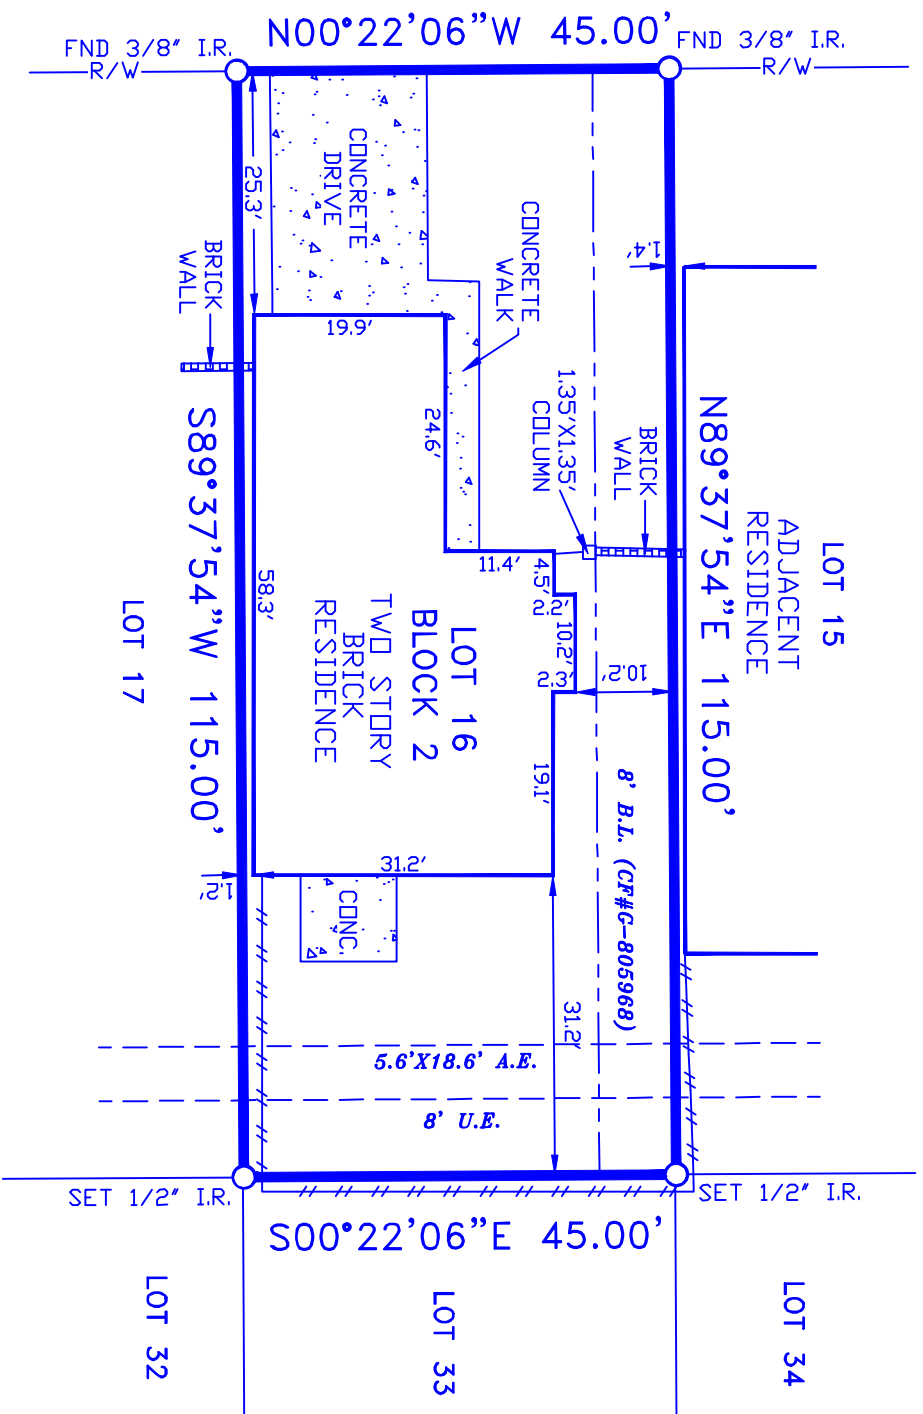 N00°22'06"W 45.00'
FND 3/8" I.R.
FND 3/8" I.R.
R/W
R/W
CONCRETE
DRIVE
25.3'
CONCRETE
WALK
1.4'
BRICK
WALL
19.9'
24.6'
1.35'X1.35'
COLUMN
BRICK
WALL
N89°37'54"E 115.00'
ADJACENT
RESIDENCE
LOT 15
S89°37'54"W 115.00'
LOT 17
58.3'
11.4'
4.5'
2.2'
10.2'
2.3'
10.2'
LOT 16
BLOCK 2
TWO STORY
BRICK
RESIDENCE
19.1'
8' B.L. (CF#G-805968)
31.2'
1.2'
CONC.
31.2'
5.6'X18.6' A.E.
8' U.E.
SET 1/2" I.R.
SET 1/2" I.R.
S00°22'06"E 45.00'
LOT 32
LOT 33
LOT 34